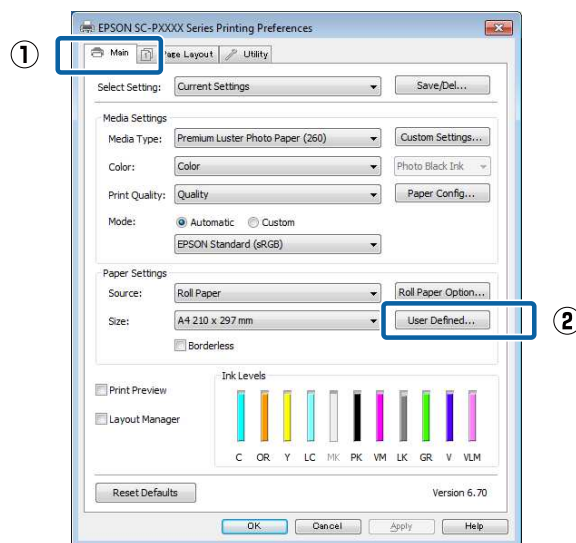 EPSON SC-PXXXX Series Printing Preferences
① Main Page Layout Utility
Select Setting: Current Settings Save/Del...
Media Settings
Media Type: Premium Luster Photo Paper (260) Custom Settings...
Color: Color Photo Black Ink
Print Quality: Quality Paper Config...
Mode: Automatic Custom
EPSON Standard (sRGB)
Paper Settings
Source: Roll Paper Roll Paper Option...
Size: A4 210 x 297 mm User Defined... ②
Borderless
Ink Levels
Print Preview
Layout Manager
C OR Y LC MK PK VM LK GR V VLM
Reset Defaults Version 6.70
OK Cancel Apply Help